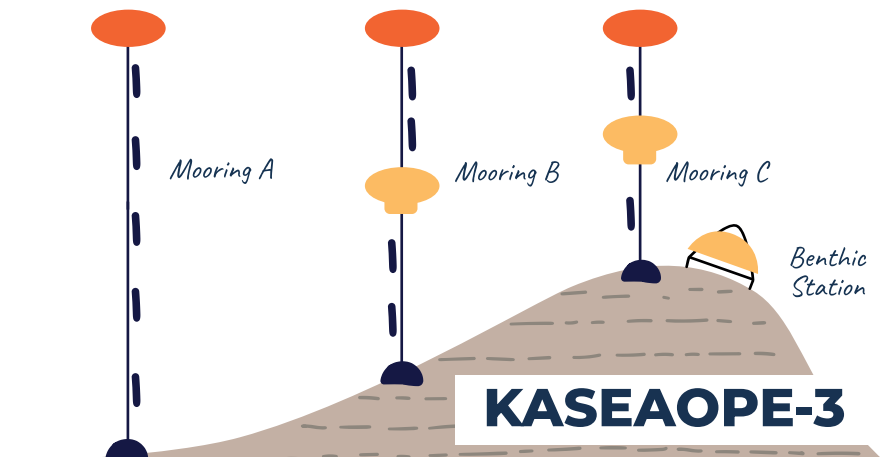 Mooring A
Mooring B
Mooring C
Benthic
Station
KASEAOPE-3